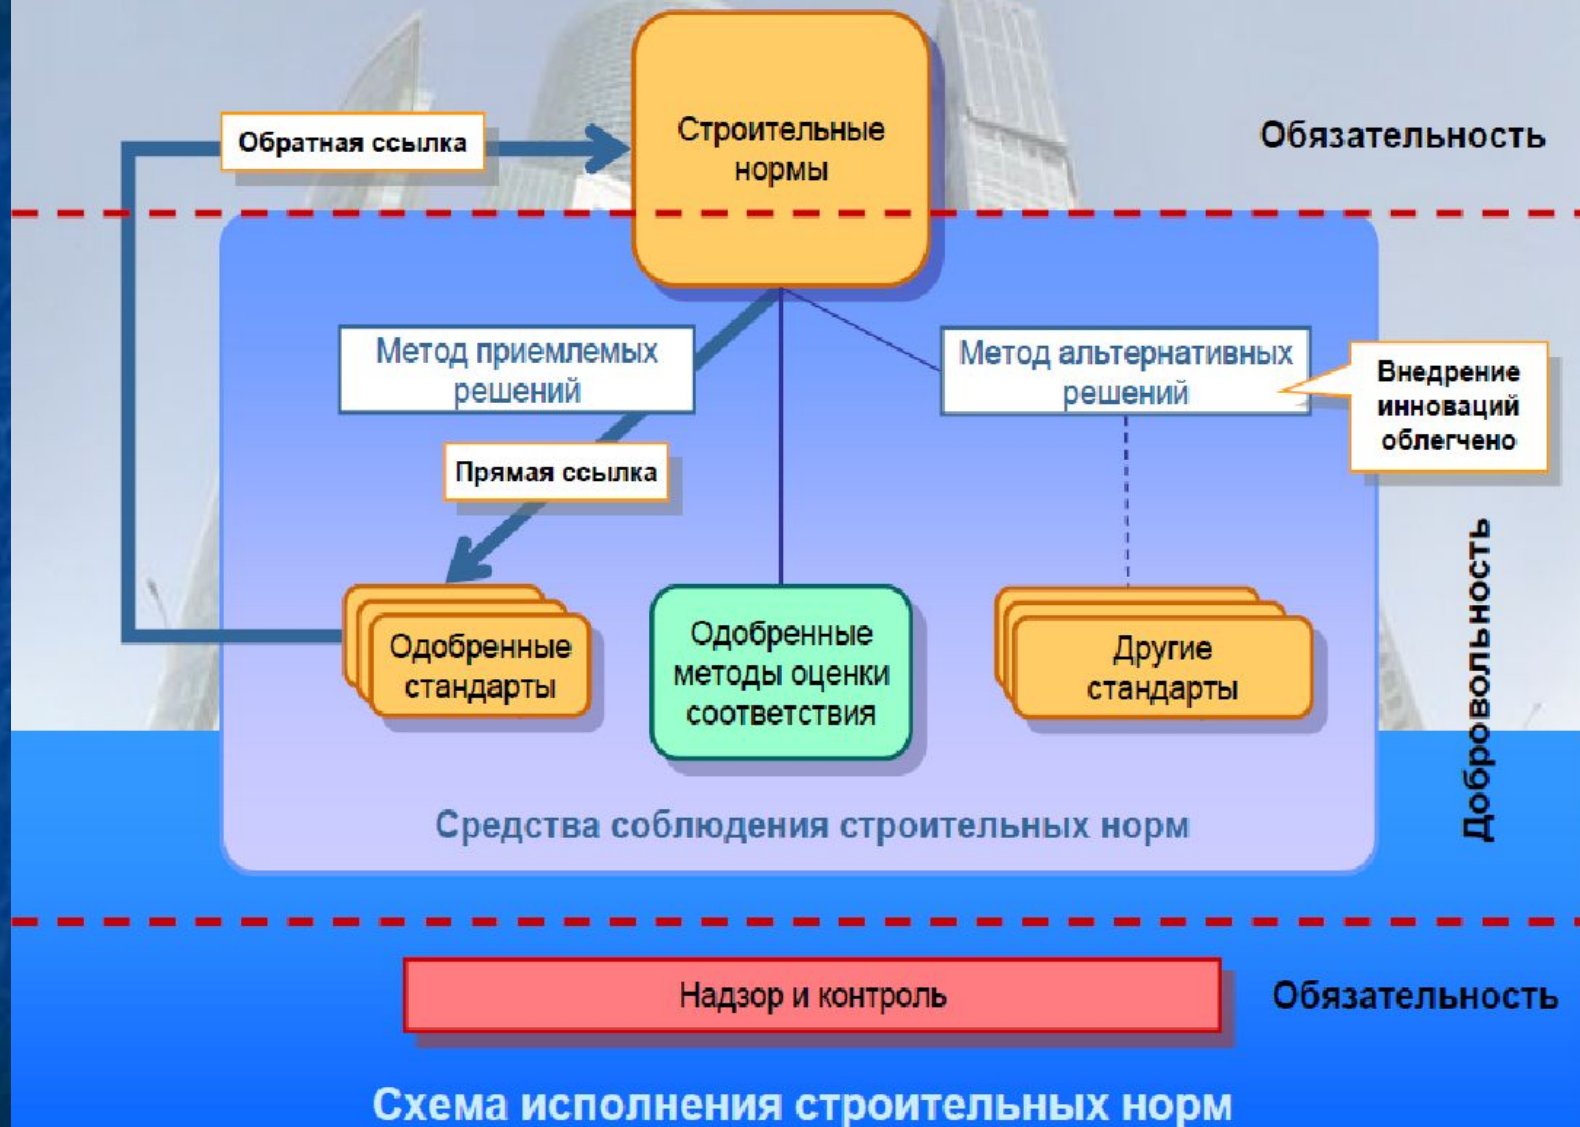 Строительные
нормы
Обратная ссылка
Обязательность
Метод приемлемых
решений
Метод альтернативных
решений
Внедрение
инноваций
облегчено
Прямая ссылка
Одобренные
стандарты
Одобренные
методы оценки
соответствия
Другие
стандарты
Добровольность
Средства соблюдения строительных норм
Надзор и контроль
Обязательность
Схема исполнения строительных норм